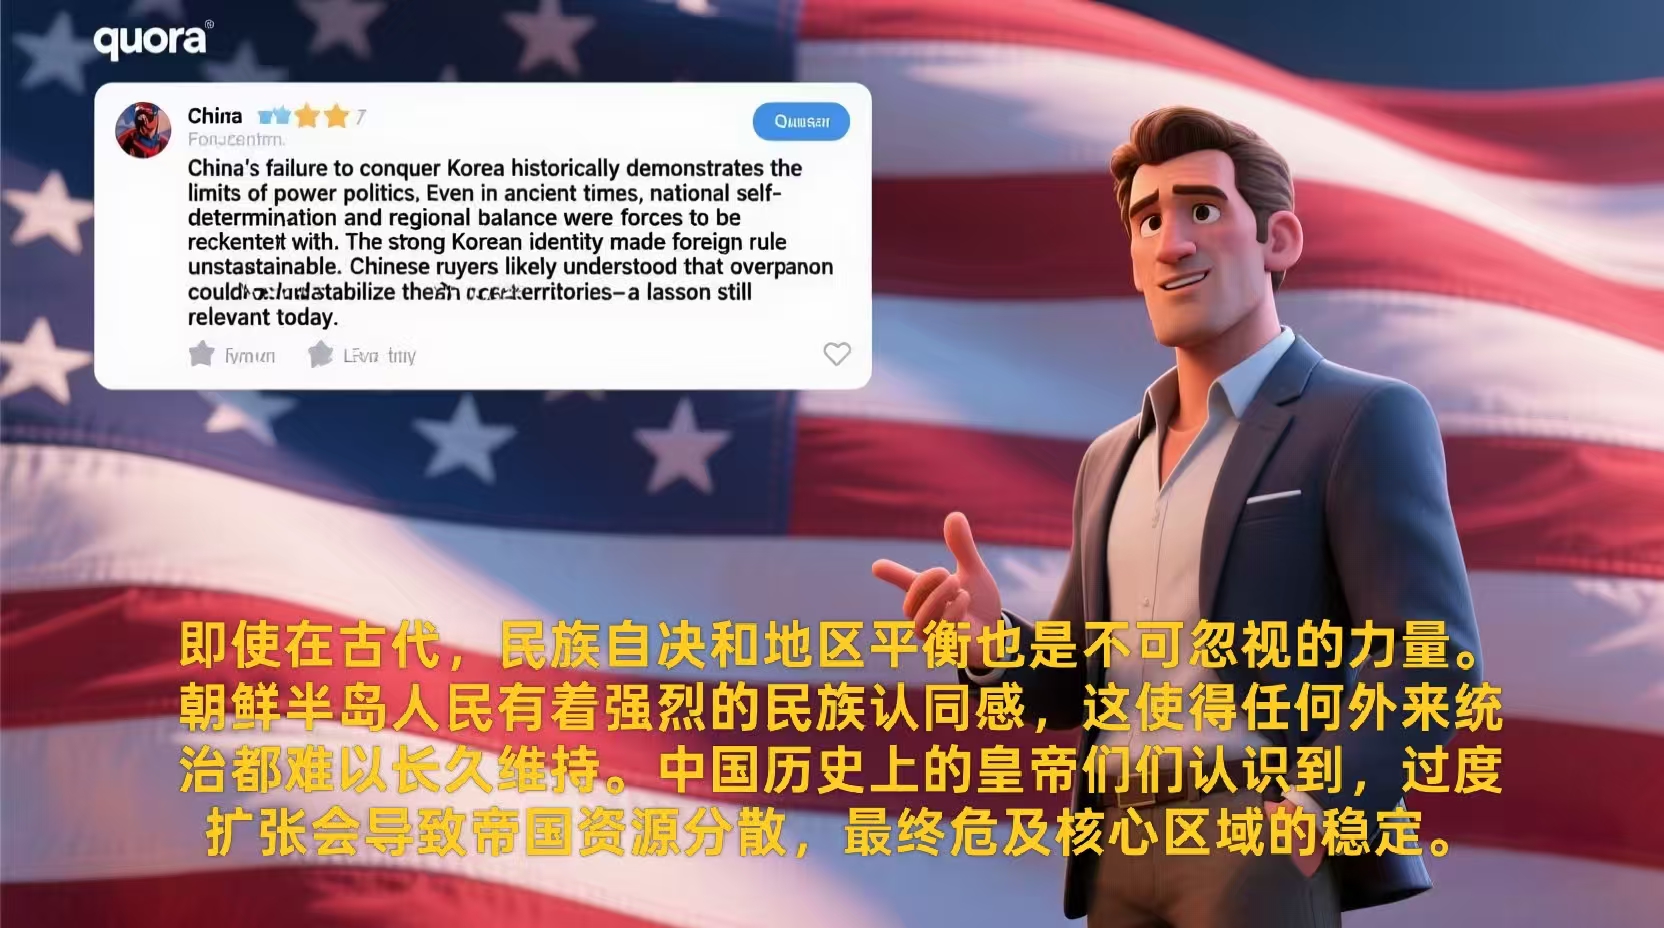 quora®
China
7
China's failure to conquer Korea historically demonstrates the
limits of power politics. Even in ancient times, national self-
determination and regional balance were forces to be
with. The strong Korean identity made foreign rule
unstastainable. Chinese ruyers likely understood that overpanon
could stabilize territories—a lasson still
relevant today.
即使在古代，民族自决和地区平衡也是不可忽视的力量。
朝鲜半岛人民有着强烈的民族认同感，这使得任何外来统
治都难以长久维持。中国历史上的皇帝们们认识到，过度
扩张会导致帝国资源分散，最终危及核心区域的稳定。